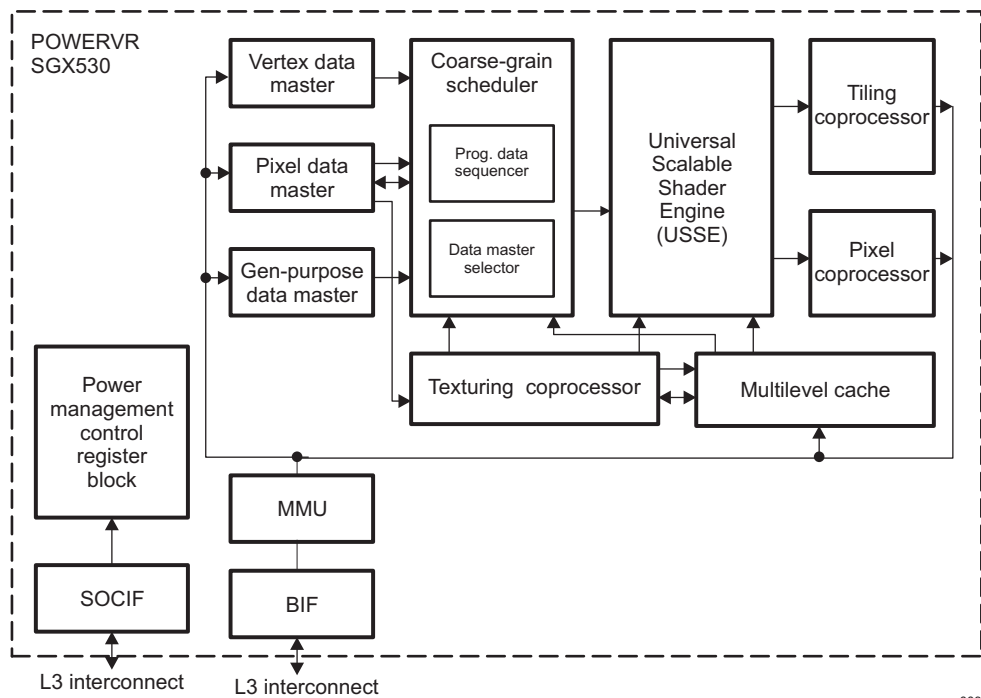 POWERVR
SGX530
Vertex data
master
Pixel data
master
Gen-purpose
data master
Coarse-grain
scheduler
Prog. data
sequencer
Data master
selector
Universal
Scalable
Shader
Engine
(USSE)
Tiling
coprocessor
Pixel
coprocessor
Texturing coprocessor
Multilevel cache
Power
management
control
register
block
MMU
SOCIF
BIF
L3 interconnect
L3 interconnect